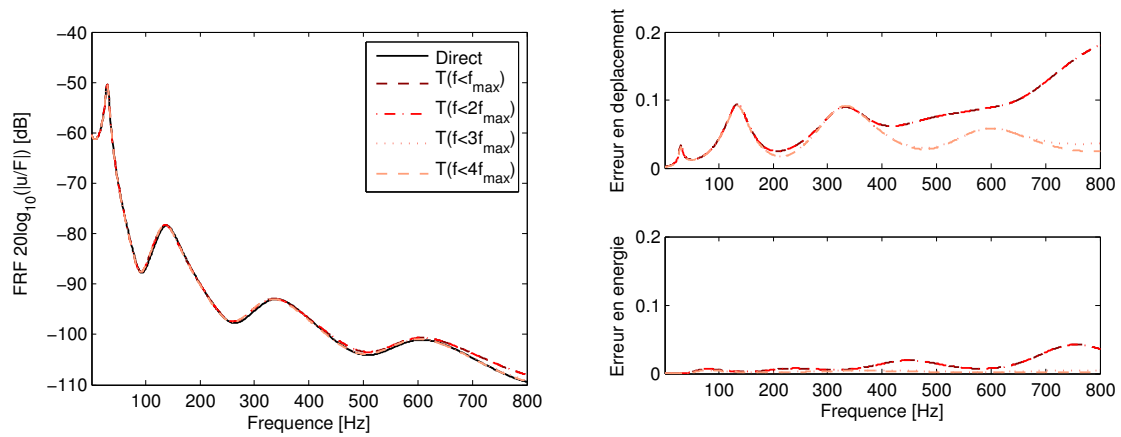 FRF 20log10(|u/F|) [dB]
−40
−50
−60
−70
−80
−90
−100
−110
100 200 300 400 500 600 700 800
Frequence [Hz]
Direct
T(f<fmax)
T(f<2fmax)
T(f<3fmax)
T(f<4fmax)
Erreur en deplacement
0.2
0.1
0
100 200 300 400 500 600 700 800
Erreur en energie
0.2
0.1
0
100 200 300 400 500 600 700 800
Frequence [Hz]